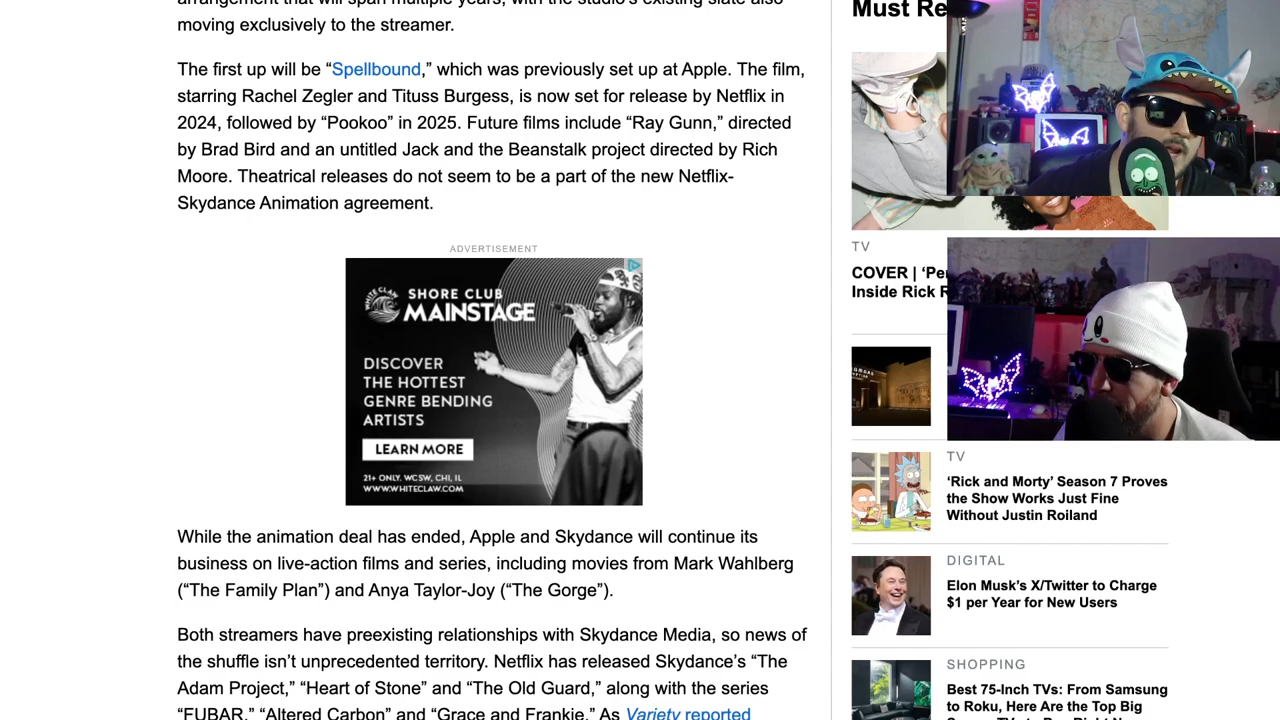 arrangement that will span multiple years, with the studio's existing slate also
moving exclusively to the streamer.
The first up will be “Spellbound,” which was previously set up at Apple. The film,
starring Rachel Zegler and Tituss Burgess, is now set for release by Netflix in
2024, followed by “Pookoo” in 2025. Future films include “Ray Gunn,” directed
by Brad Bird and an untitled Jack and the Beanstalk project directed by Rich
Moore. Theatrical releases do not seem to be a part of the new Netflix-
Skydance Animation agreement.
ADVERTISEMENT
WHITE CLAW
SHORE CLUB
MAINSTAGE
DISCOVER
THE HOTTEST
GENRE BENDING
ARTISTS
LEARN MORE
21+ ONLY. WCSW, CHI, IL
WWW.WHITECLAW.COM
While the animation deal has ended, Apple and Skydance will continue its
business on live-action films and series, including movies from Mark Wahlberg
(“The Family Plan”) and Anya Taylor-Joy (“The Gorge”).
Both streamers have preexisting relationships with Skydance Media, so news of
the shuffle isn’t unprecedented territory. Netflix has released Skydance’s “The
Adam Project,” “Heart of Stone” and “The Old Guard,” along with the series
“FUBAR,” “Altered Carbon” and “Grace and Frankie.” As Variety reported
Must Re
TV
COVER | ‘Pe
Inside Rick R
TV
‘Rick and Morty’ Season 7 Proves
the Show Works Just Fine
Without Justin Roiland
DIGITAL
Elon Musk’s X/Twitter to Charge
$1 per Year for New Users
SHOPPING
Best 75-Inch TVs: From Samsung
to Roku, Here Are the Top Big